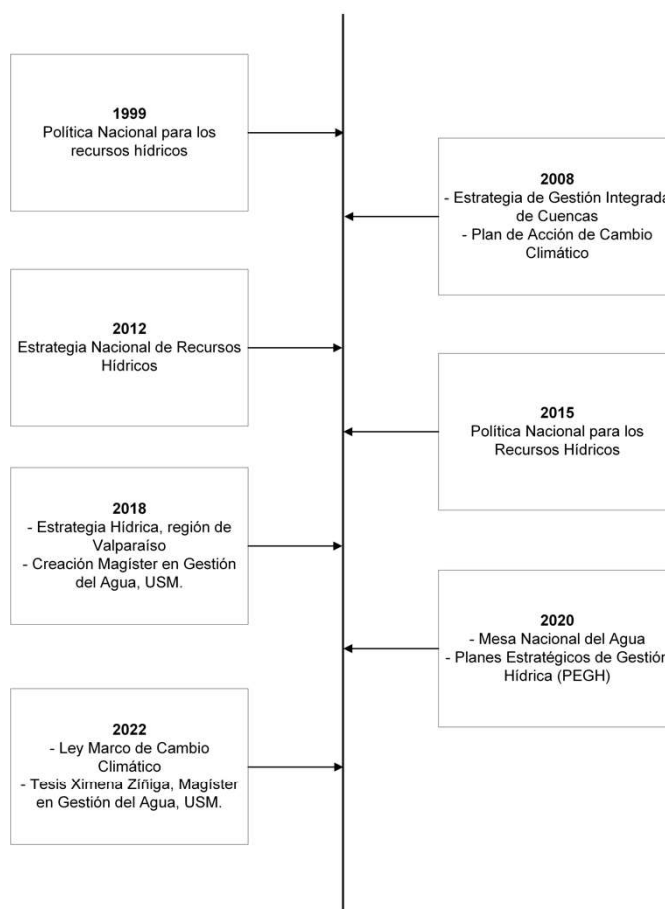 1999
Política Nacional para los
recursos hídricos
2008
- Estrategia de Gestión Integrada
de Cuencas
- Plan de Acción de Cambio
Climático
2012
Estrategia Nacional de Recursos
Hídricos
2015
Política Nacional para los
Recursos Hídricos
2018
- Estrategia Hídrica, región de
Valparaíso
- Creación Magíster en Gestión
del Agua, USM.
2020
- Mesa Nacional del Agua
- Planes Estratégicos de Gestión
Hídrica (PEGH)
2022
- Ley Marco de Cambio
Climático
- Tesis Ximena Zíñiga, Magíster
en Gestión del Agua, USM.